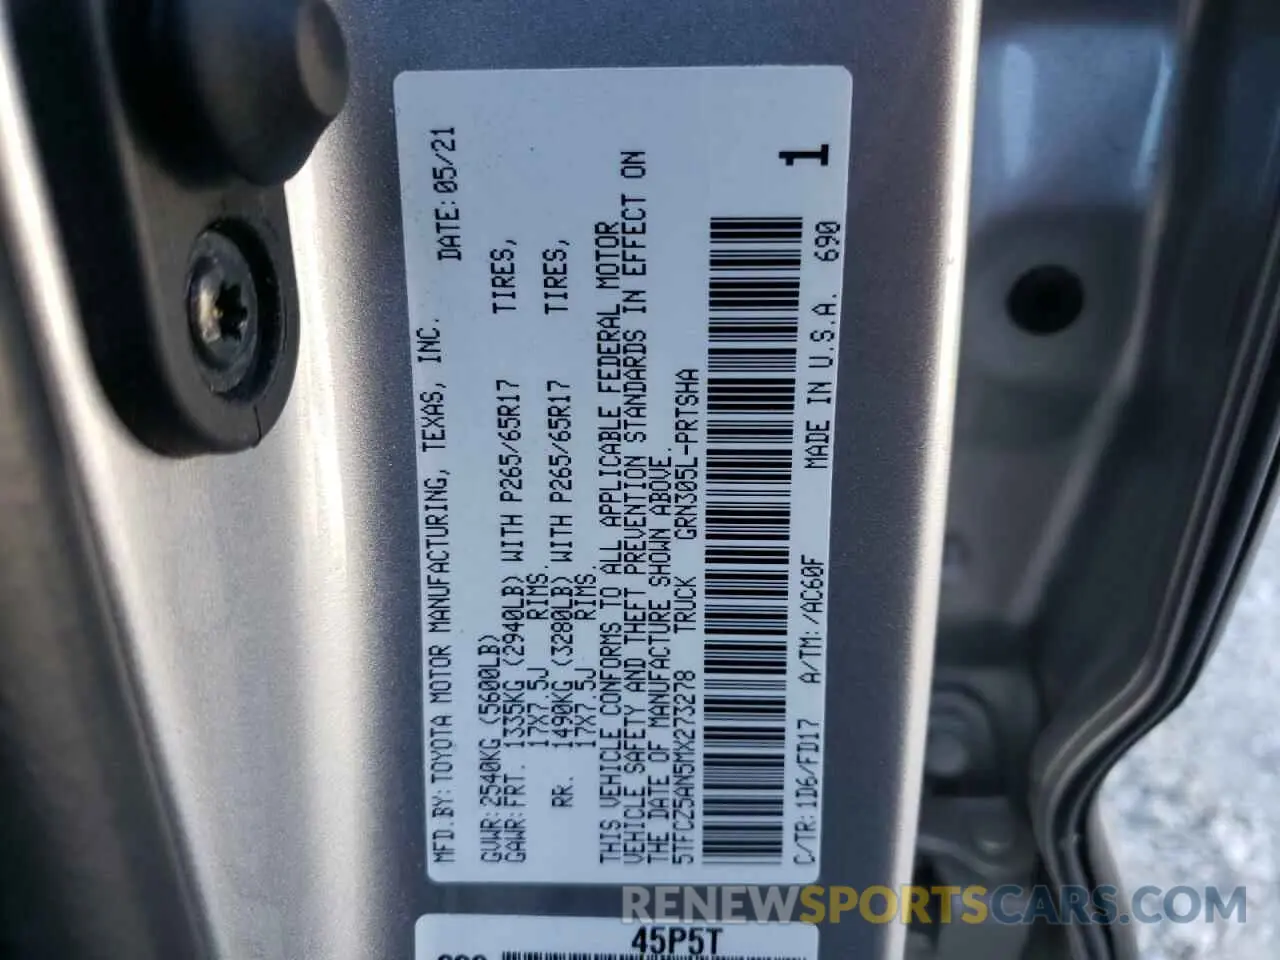 MFD.BY:TOYOTA MOTOR MANUFACTURING, TEXAS, INC. DATE:05/21
GVWR:2540KG (5600LB)
GAWR:FRT. 1335KG (2940LB) WITH P265/65R17 TIRES,
17X7.5J RIMS
RR. 1490KG (3280LB) WITH P265/65R17 TIRES,
17X7.5J RIMS
THIS VEHICLE CONFORMS TO ALL APPLICABLE FEDERAL MOTOR
VEHICLE SAFETY AND THEFT PREVENTION STANDARDS IN EFFECT ON
THE DATE OF MANUFACTURE SHOWN ABOVE.
5TFCZ5AN5MX273278 TRUCK GRN305L-PRTSHA
1
C/TR:1D6/FD17 A/TM:/AC60F MADE IN U.S.A. 690
45P5T
RENEWSPORTSCARS.COM